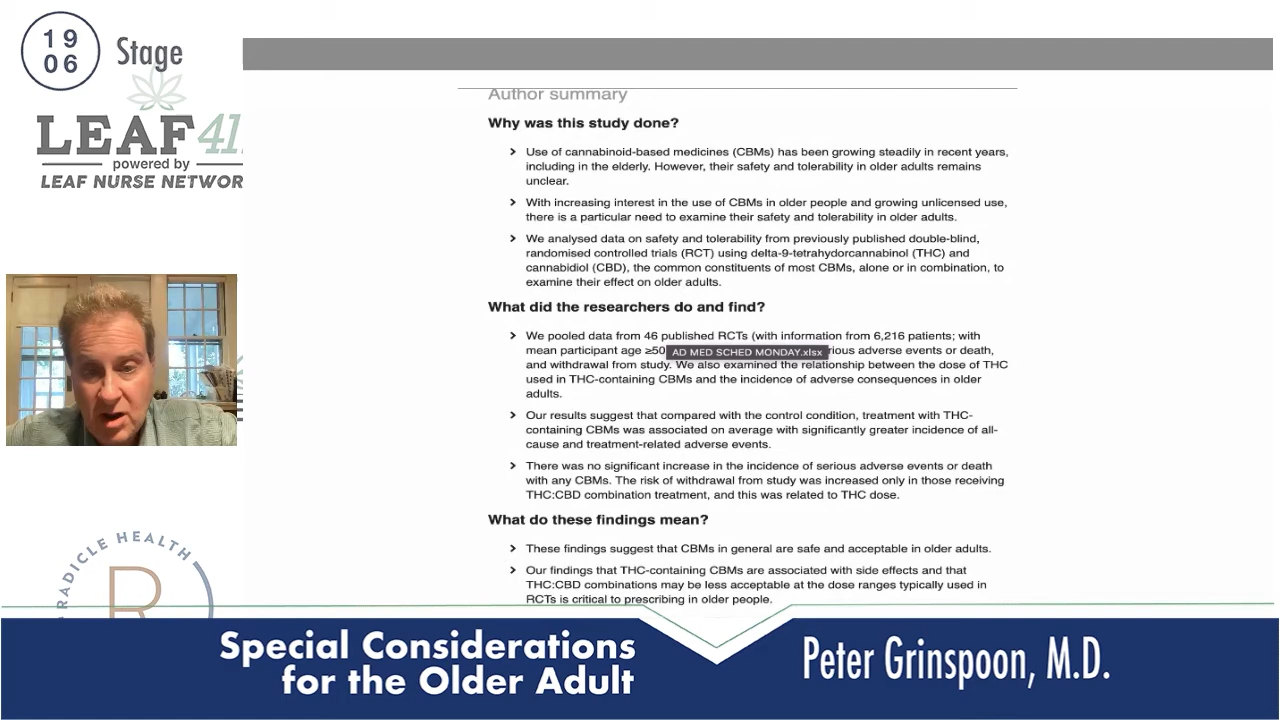 19
06
Stage
LEAF 41
powered by
LEAF NURSE NETWOR
Author summary
Why was this study done?
Use of cannabinoid-based medicines (CBMs) has been growing steadily in recent years,
including in the elderly. However, their safety and tolerability in older adults remains
unclear.
With increasing interest in the use of CBMs in older people and growing unlicensed use,
there is a particular need to examine their safety and tolerability in older adults.
We analysed data on safety and tolerability from previously published double-blind,
randomised controlled trials (RCT) using delta-9-tetrahydorcannabinol (THC) and
cannabidiol (CBD), the common constituents of most CBMs, alone or in combination, to
examine their effect on older adults.
What did the researchers do and find?
We pooled data from 46 published RCTs (with information from 6,216 patients; with
mean participant age ≥50 AD MED SCHED MONDAY.xlsx rious adverse events or death,
and withdrawal from study. We also examined the relationship between the dose of THC
used in THC-containing CBMs and the incidence of adverse consequences in older
adults.
Our results suggest that compared with the control condition, treatment with THC-
containing CBMs was associated on average with significantly greater incidence of all-
cause and treatment-related adverse events.
There was no significant increase in the incidence of serious adverse events or death
with any CBMs. The risk of withdrawal from study was increased only in those receiving
THC:CBD combination treatment, and this was related to THC dose.
What do these findings mean?
These findings suggest that CBMs in general are safe and acceptable in older adults.
Our findings that THC-containing CBMs are associated with side effects and that
THC:CBD combinations may be less acceptable at the dose ranges typically used in
RCTs is critical to prescribing in older people.
RADICLE HEALTH
R
Special Considerations
for the Older Adult
Peter Grinspoon, M.D.